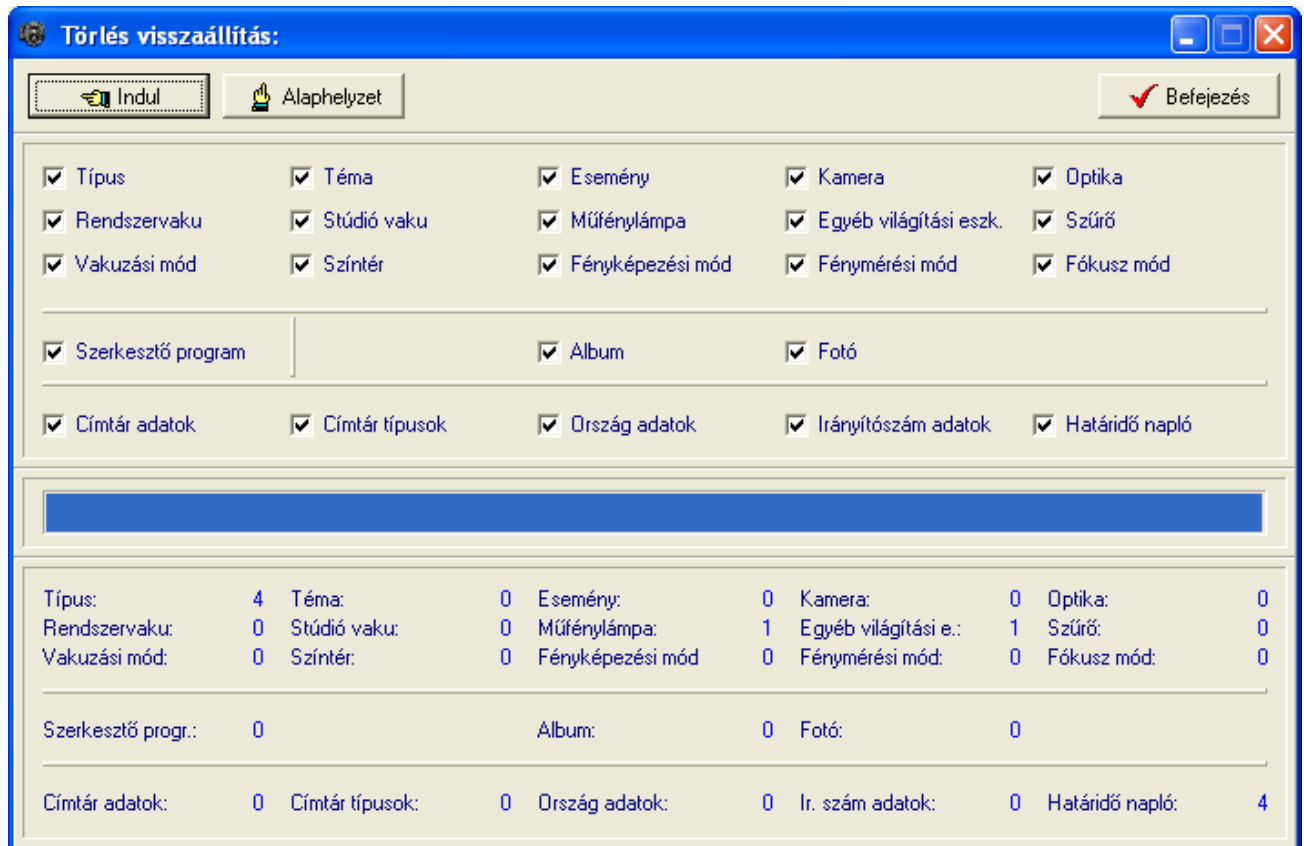 Törlés visszaállítás:
Indul Alaphelyzet Befejezés
Típus Téma Esemény Kamera Optika
Rendszervaku Stúdió vaku Műfénylámpa Egyéb világítási eszk. Szűrő
Vakuzási mód Színtér Fényképezési mód Fénymérési mód Fókusz mód
Szerkesztő program Album Fotó
Címtár adatok Címtár típusok Ország adatok Irányítószám adatok Határidő napló
Típus: 4 Téma: 0 Esemény: 0 Kamera: 0 Optika: 0
Rendszervaku: 0 Stúdió vaku: 0 Műfénylámpa: 1 Egyéb világítási e.: 1 Szűrő: 0
Vakuzási mód: 0 Színtér: 0 Fényképezési mód 0 Fénymérési mód: 0 Fókusz mód: 0
Szerkesztő progr.: 0 Album: 0 Fotó: 0
Címtár adatok: 0 Címtár típusok: 0 Ország adatok: 0 Ir. szám adatok: 0 Határidő napló: 4